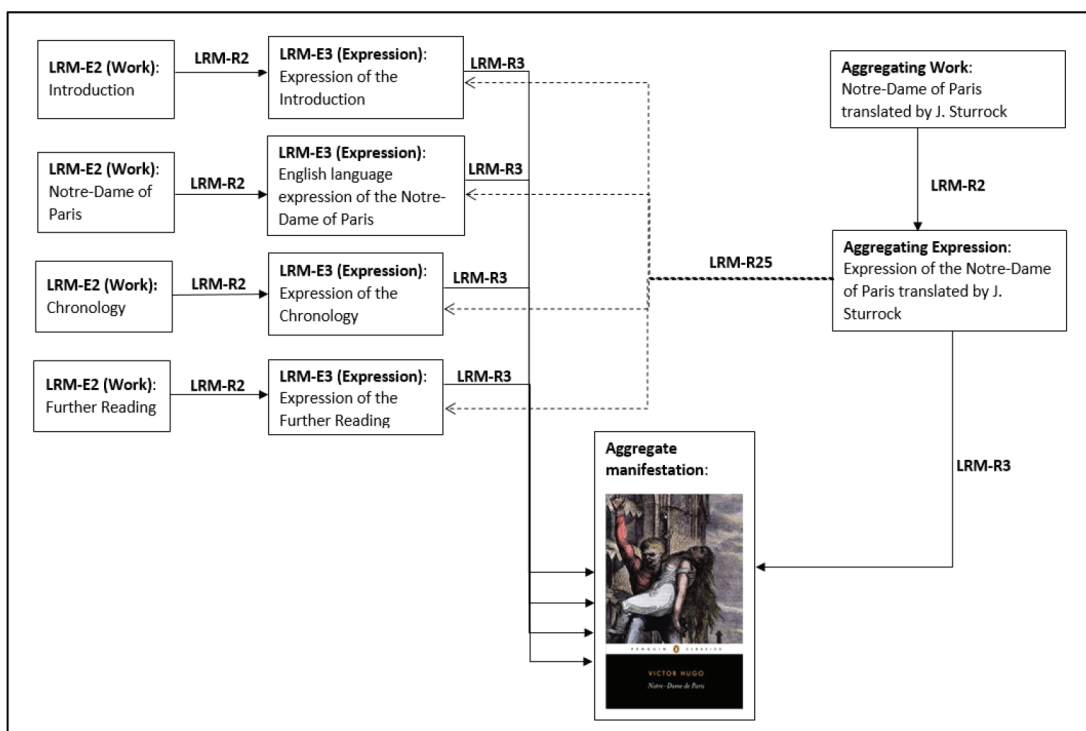 LRM-E2 (Work):
Introduction
LRM-R2
LRM-E3 (Expression):
Expression of the
Introduction
LRM-R3
Aggregating Work:
Notre-Dame of Paris
translated by J. Sturrock
LRM-E2 (Work):
Notre-Dame of
Paris
LRM-R2
LRM-E3 (Expression):
English language
expression of the Notre-
Dame of Paris
LRM-R3
LRM-R2
LRM-E2 (Work):
Chronology
LRM-R2
LRM-E3 (Expression):
Expression of the
Chronology
LRM-R3
LRM-R25
Aggregating Expression:
Expression of the Notre-Dame
of Paris translated by J.
Sturrock
LRM-E2 (Work):
Further Reading
LRM-R2
LRM-E3 (Expression):
Expression of the
Further Reading
LRM-R3
LRM-R3
Aggregate
manifestation:
PENGUIN CLASSICS
VICTOR HUGO
Notre-Dame de Paris